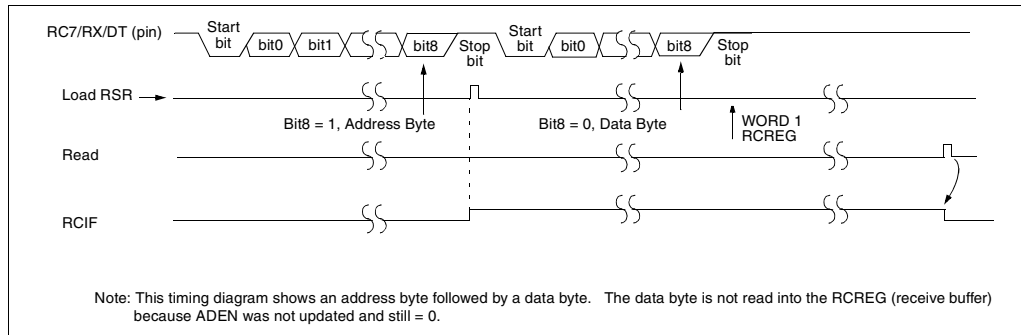 RC7/RX/DT (pin)
Start
bit
bit0
bit1
bit8
Stop
bit
Start
bit
bit0
bit8
Stop
bit
Load RSR
Bit8 = 1, Address Byte
Bit8 = 0, Data Byte
WORD 1
RCREG
Read
RCIF
Note: This timing diagram shows an address byte followed by a data byte. The data byte is not read into the RCREG (receive buffer)
because ADEN was not updated and still = 0.